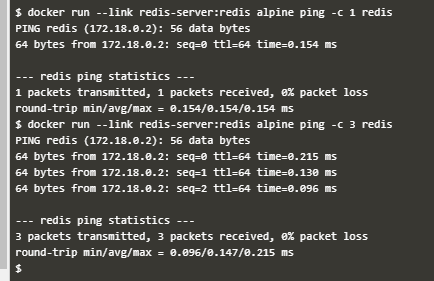 $ docker run --link redis-server:redis alpine ping -c 1 redis
PING redis (172.18.0.2): 56 data bytes
64 bytes from 172.18.0.2: seq=0 ttl=64 time=0.154 ms

--- redis ping statistics ---
1 packets transmitted, 1 packets received, 0% packet loss
round-trip min/avg/max = 0.154/0.154/0.154 ms
$ docker run --link redis-server:redis alpine ping -c 3 redis
PING redis (172.18.0.2): 56 data bytes
64 bytes from 172.18.0.2: seq=0 ttl=64 time=0.215 ms
64 bytes from 172.18.0.2: seq=1 ttl=64 time=0.130 ms
64 bytes from 172.18.0.2: seq=2 ttl=64 time=0.096 ms

--- redis ping statistics ---
3 packets transmitted, 3 packets received, 0% packet loss
round-trip min/avg/max = 0.096/0.147/0.215 ms
$